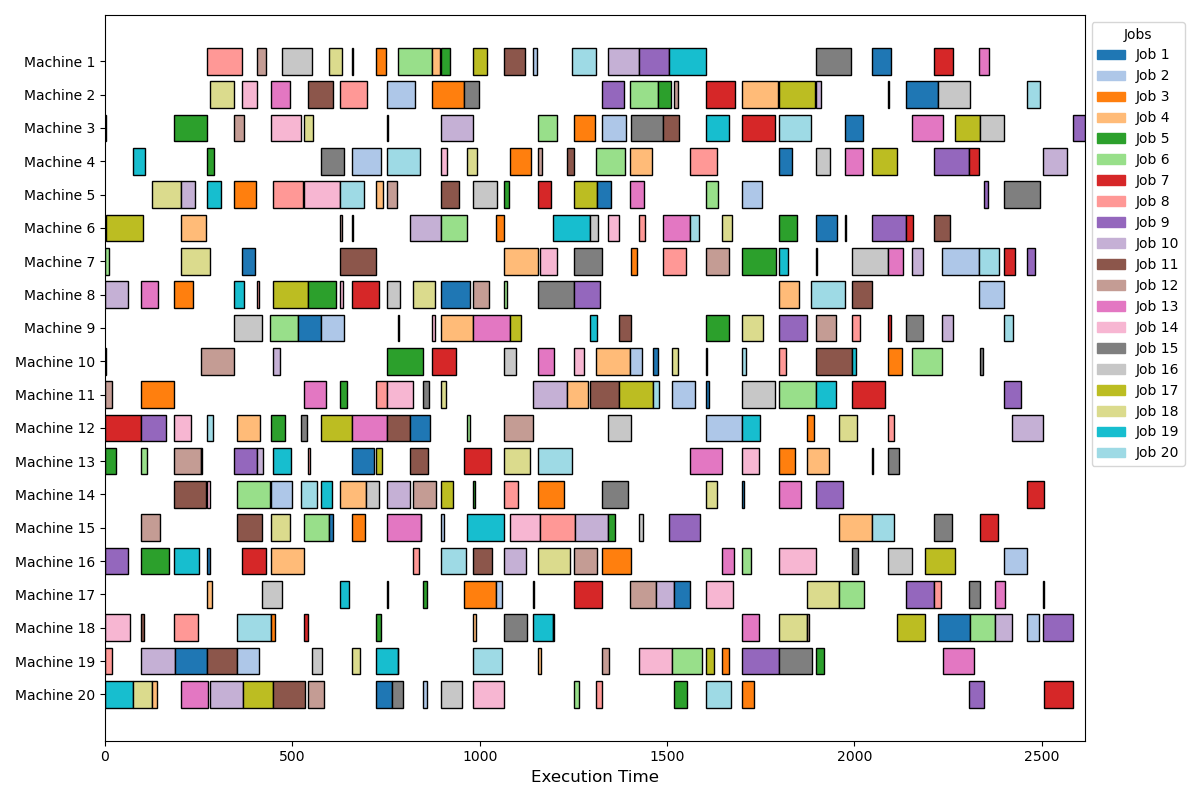 Machine 1
Machine 2
Machine 3
Machine 4
Machine 5
Machine 6
Machine 7
Machine 8
Machine 9
Machine 10
Machine 11
Machine 12
Machine 13
Machine 14
Machine 15
Machine 16
Machine 17
Machine 18
Machine 19
Machine 20
0 500 1000 1500 2000 2500
Execution Time
Jobs
Job 1
Job 2
Job 3
Job 4
Job 5
Job 6
Job 7
Job 8
Job 9
Job 10
Job 11
Job 12
Job 13
Job 14
Job 15
Job 16
Job 17
Job 18
Job 19
Job 20